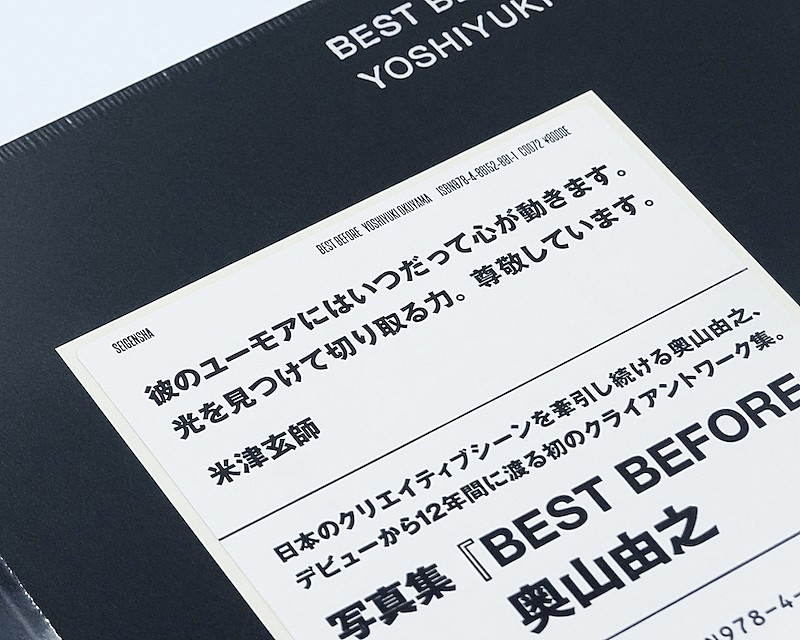 BEST BE
YOSHIYUKI
SEIGENSHA
BEST BEFORE YOSHIYUKI OKUYAMA ISBN978-4-86152-881-1 C0072 ¥8000E
彼のユーモアにはいつだって心が動きます。
光を見つけて切り取る力。尊敬しています。
米津玄師
日本のクリエイティブシーンを牽引し続ける奥山由之、
デビューから12年間に渡る初のクライアントワーク集。
写真集『BEST BEFORE
奥山由之
N978-4-